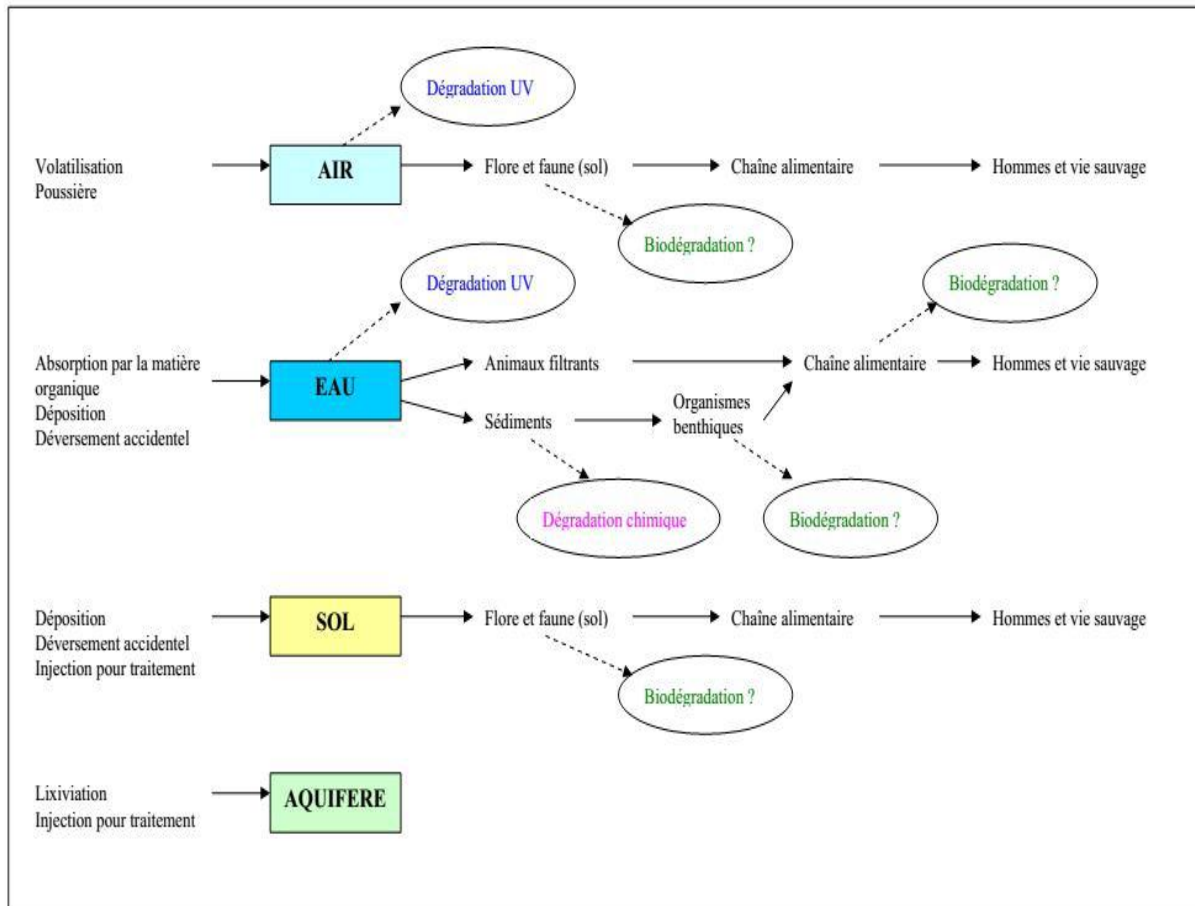 Dégradation UV
Volatilisation
Poussière
AIR
Flore et faune (sol)
Chaîne alimentaire
Hommes et vie sauvage
Biodégradation ?
Dégradation UV
Biodégradation ?
Absorption par la matière
organique
Déposition
Déversement accidentel
EAU
Animaux filtrants
Chaîne alimentaire
Hommes et vie sauvage
Sédiments
Organismes
benthiques
Dégradation chimique
Biodégradation ?
Déposition
Déversement accidentel
Injection pour traitement
SOL
Flore et faune (sol)
Chaîne alimentaire
Hommes et vie sauvage
Biodégradation ?
Lixiviation
Injection pour traitement
AQUIFERE